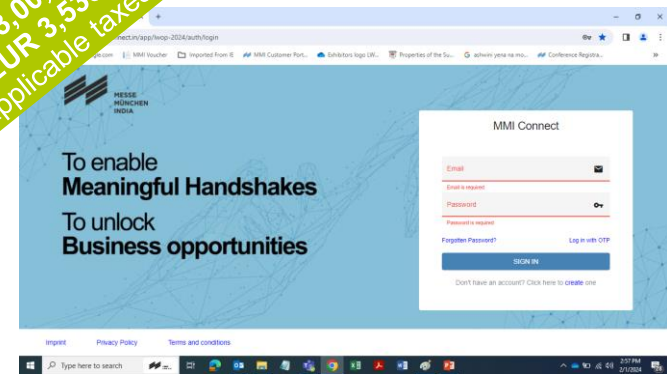 3,00,
EUR 3,53
applicable taxes
nnect.in/app/lwop-2024/auth/login
MMI Voucher
Imported From IE
MMI Customer Port...
Exhibitors logo LW...
Properties of the Su...
ashwin yena na mo...
Conference Registra...
MESSE
MÜNCHEN
INDIA
To enable
Meaningful Handshakes
To unlock
Business opportunities
MMI Connect
Email
Email is required
Password
Password is required
Forgotten Password?
Log in with OTP
SIGN IN
Don't have an account? Click here to create one
Imprint
Privacy Policy
Terms and conditions
Type here to search
2:57 PM
2/1/2024